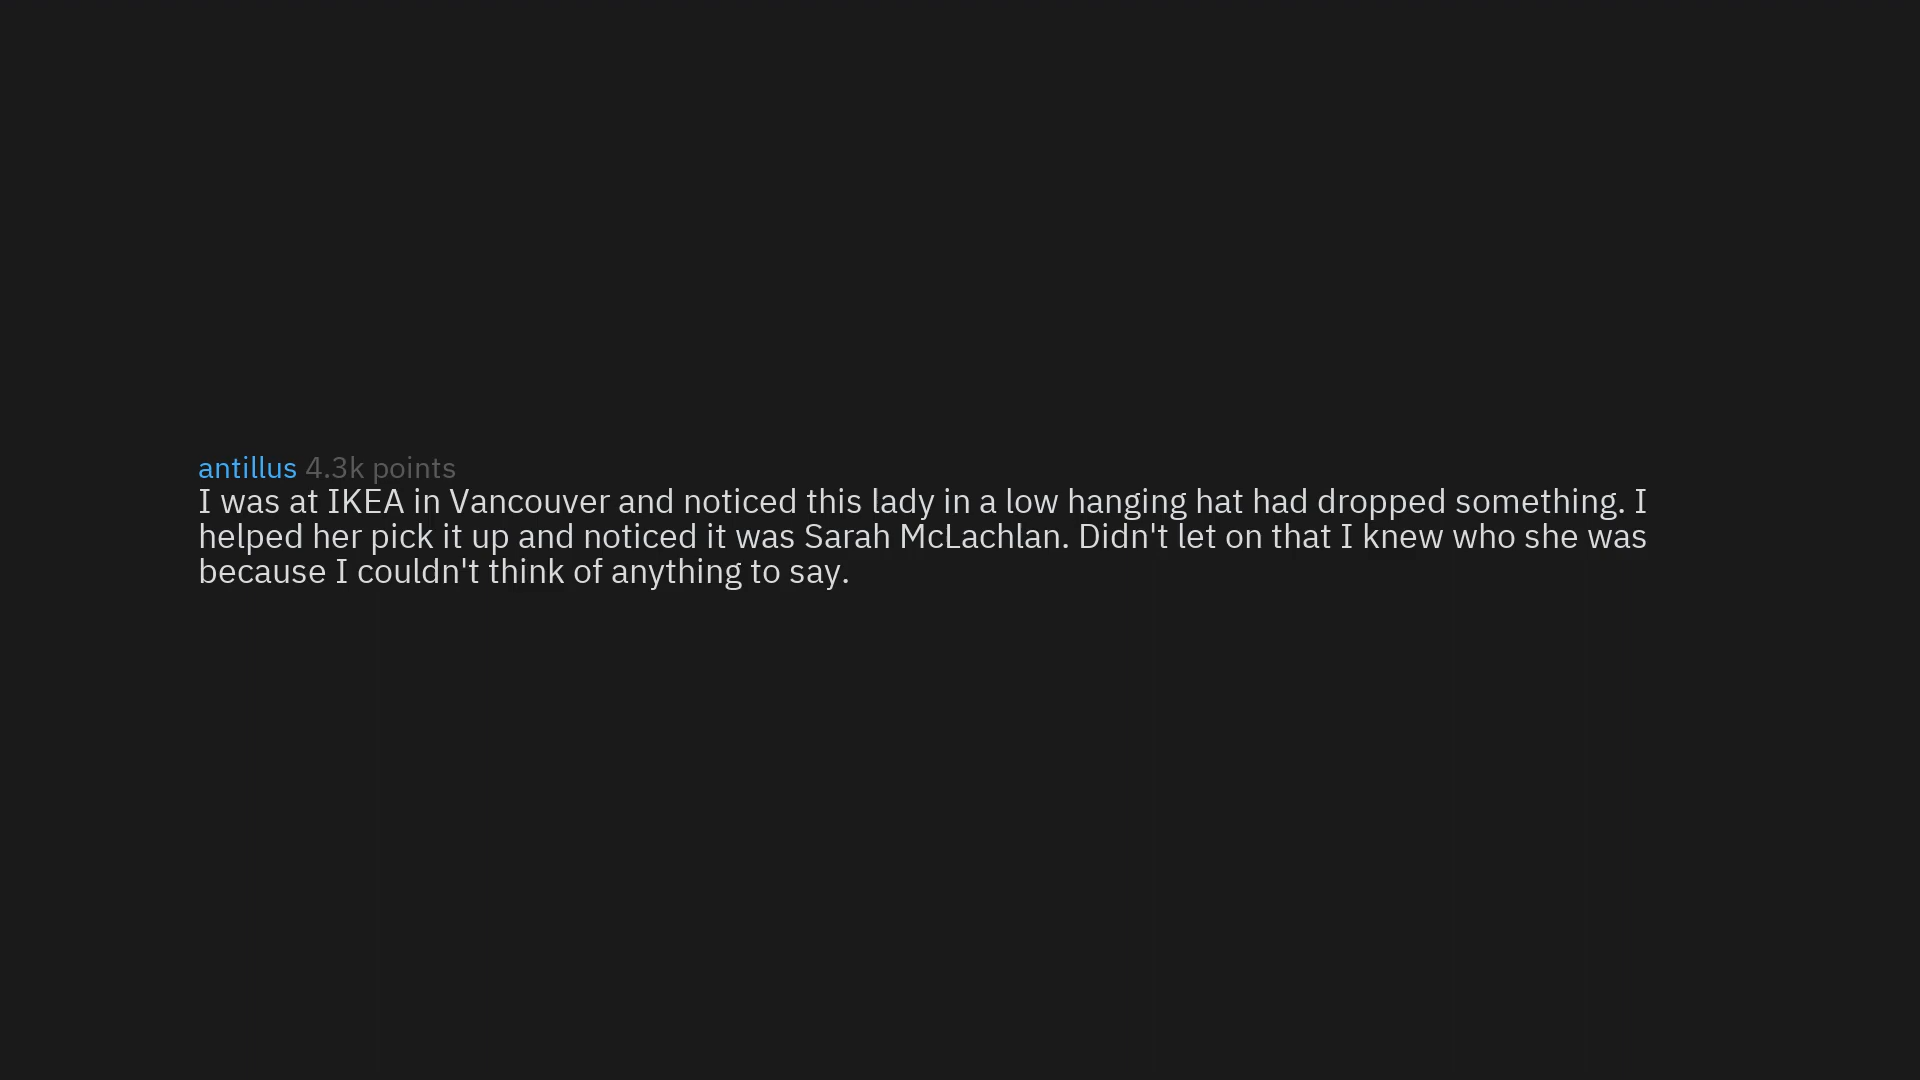 antillus 4.3k points
I was at IKEA in Vancouver and noticed this lady in a low hanging hat had dropped something. I
helped her pick it up and noticed it was Sarah McLachlan. Didn't let on that I knew who she was
because I couldn't think of anything to say.